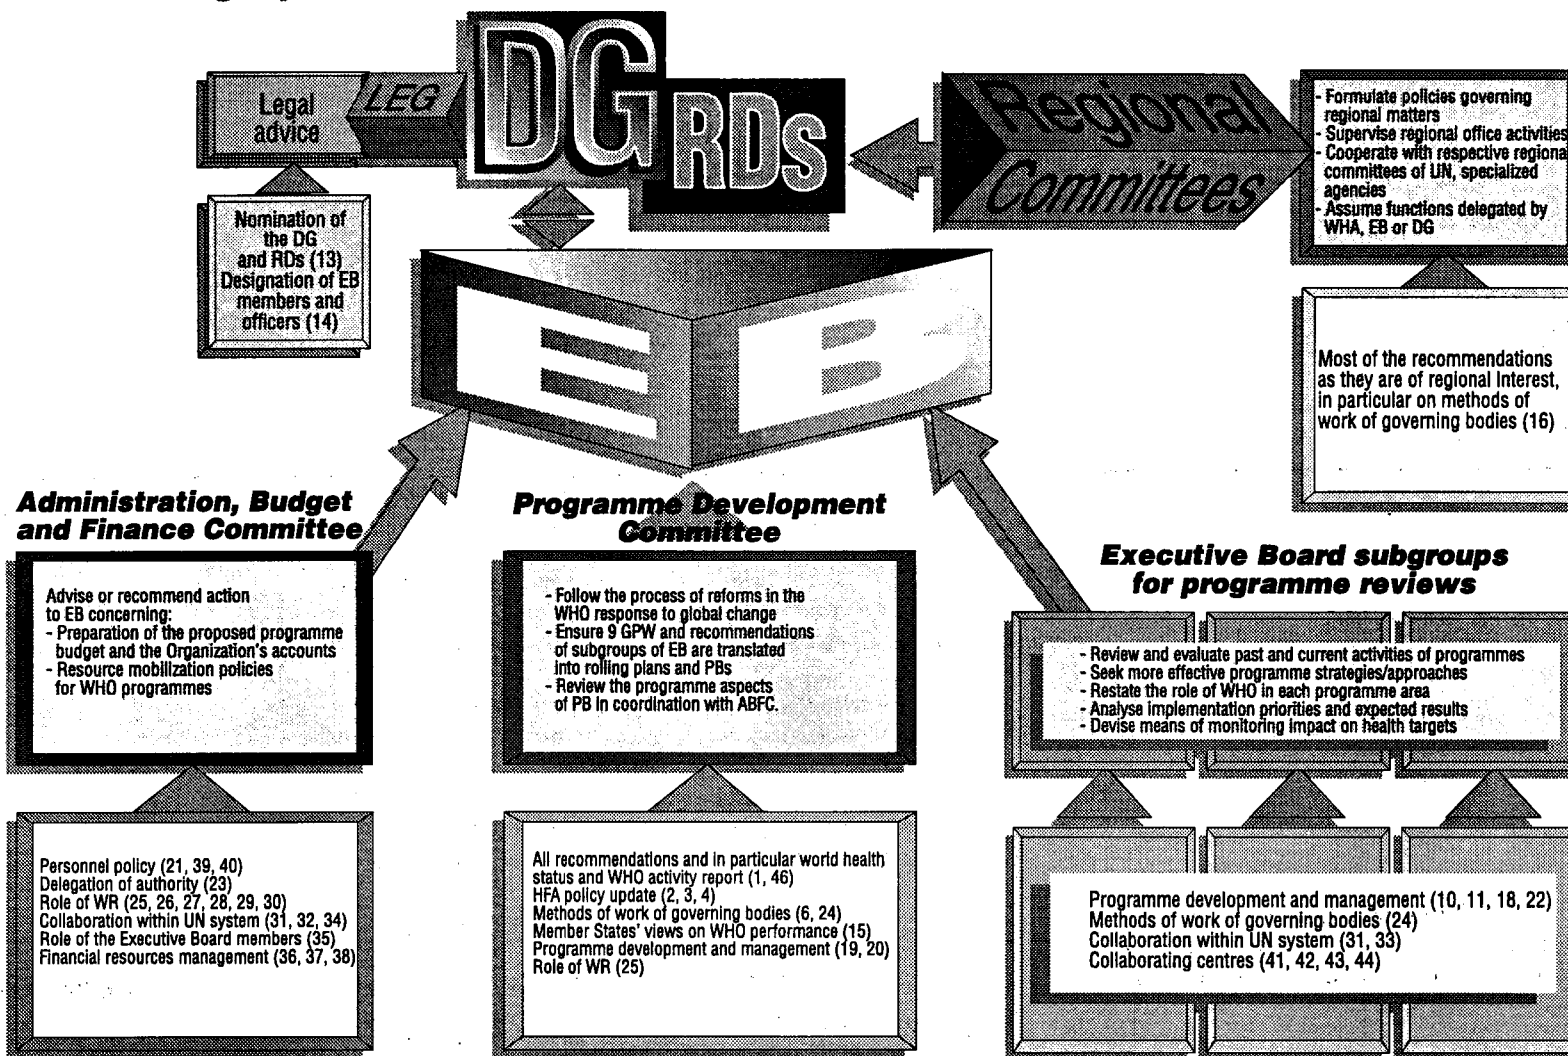 DG
RDs
LEG
Legal
advice
Nomination of
the DG
and RDs (13)
Designation of EB
members and
officers (14)
Regional
Committees
- Formulate policies governing
regional matters
- Supervise regional office activities
- Cooperate with respective regional
committees of UN, specialized
agencies
- Assume functions delegated by
WHA, EB or DG
Most of the recommendations
as they are of regional interest,
in particular on methods of
work of governing bodies (16)
EB
Administration, Budget
and Finance Committee
Advise or recommend action
to EB concerning:
- Preparation of the proposed programme
budget and the Organization's accounts
- Resource mobilization policies
for WHO programmes
Personnel policy (21, 39, 40)
Delegation of authority (23)
Role of WR (25, 26, 27, 28, 29, 30)
Collaboration within UN system (31, 32, 34)
Role of the Executive Board members (35)
Financial resources management (36, 37, 38)
Programme Development
Committee
- Follow the process of reforms in the
WHO response to global change
- Ensure 9 GPW and recommendations
of subgroups of EB are translated
into rolling plans and PBs
- Review the programme aspects
of PB in coordination with ABFC.
All recommendations and in particular world health
status and WHO activity report (1, 46)
HFA policy update (2, 3, 4)
Methods of work of governing bodies (6, 24)
Member States' views on WHO performance (15)
Programme development and management (19, 20)
Role of WR (25)
Executive Board subgroups
for programme reviews
- Review and evaluate past and current activities of programmes
- Seek more effective programme strategies/approaches
- Restate the role of WHO in each programme area
- Analyse implementation priorities and expected results
- Devise means of monitoring impact on health targets
Programme development and management (10, 11, 18, 22)
Methods of work of governing bodies (24)
Collaboration within UN system (31, 33)
Collaborating centres (41, 42, 43, 44)